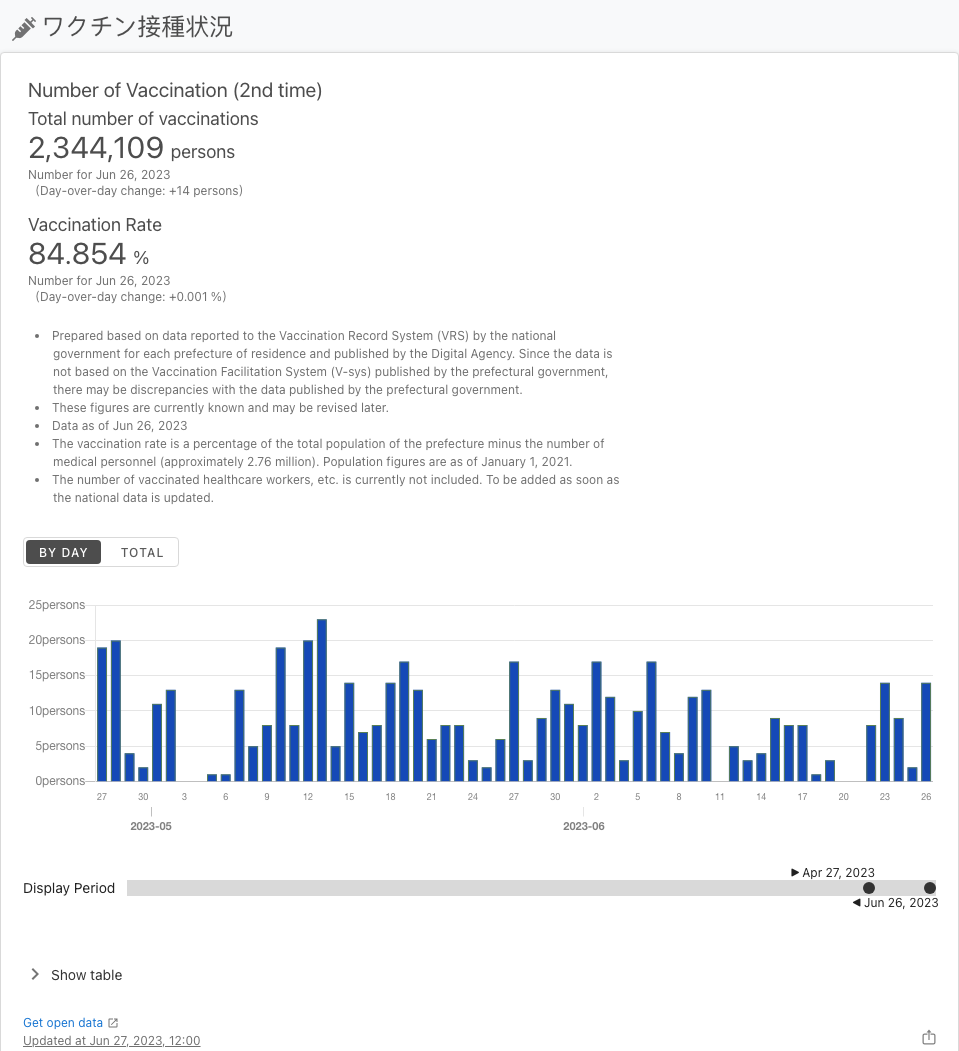 ワクチン接種状況
Number of Vaccination (2nd time)
Total number of vaccinations
2,344,109 persons
Number for Jun 26, 2023
(Day-over-day change: +14 persons)
Vaccination Rate
84.854 %
Number for Jun 26, 2023
(Day-over-day change: +0.001 %)
• Prepared based on data reported to the Vaccination Record System (VRS) by the national
government for each prefecture of residence and published by the Digital Agency. Since the data is
not based on the Vaccination Facilitation System (V-sys) published by the prefectural government,
there may be discrepancies with the data published by the prefectural government.
• These figures are currently known and may be revised later.
• Data as of Jun 26, 2023
• The vaccination rate is a percentage of the total population of the prefecture minus the number of
medical personnel (approximately 2.76 million). Population figures are as of January 1, 2021.
• The number of vaccinated healthcare workers, etc. is currently not included. To be added as soon as
the national data is updated.
BY DAY TOTAL
25persons
20persons
15persons
10persons
5persons
0persons
27 30 3 6 9 12 15 18 21 24 27 30 2 5 8 11 14 17 20 23 26
2023-05 2023-06
Apr 27, 2023
Display Period
Jun 26, 2023
Show table
Get open data
Updated at Jun 27, 2023, 12:00